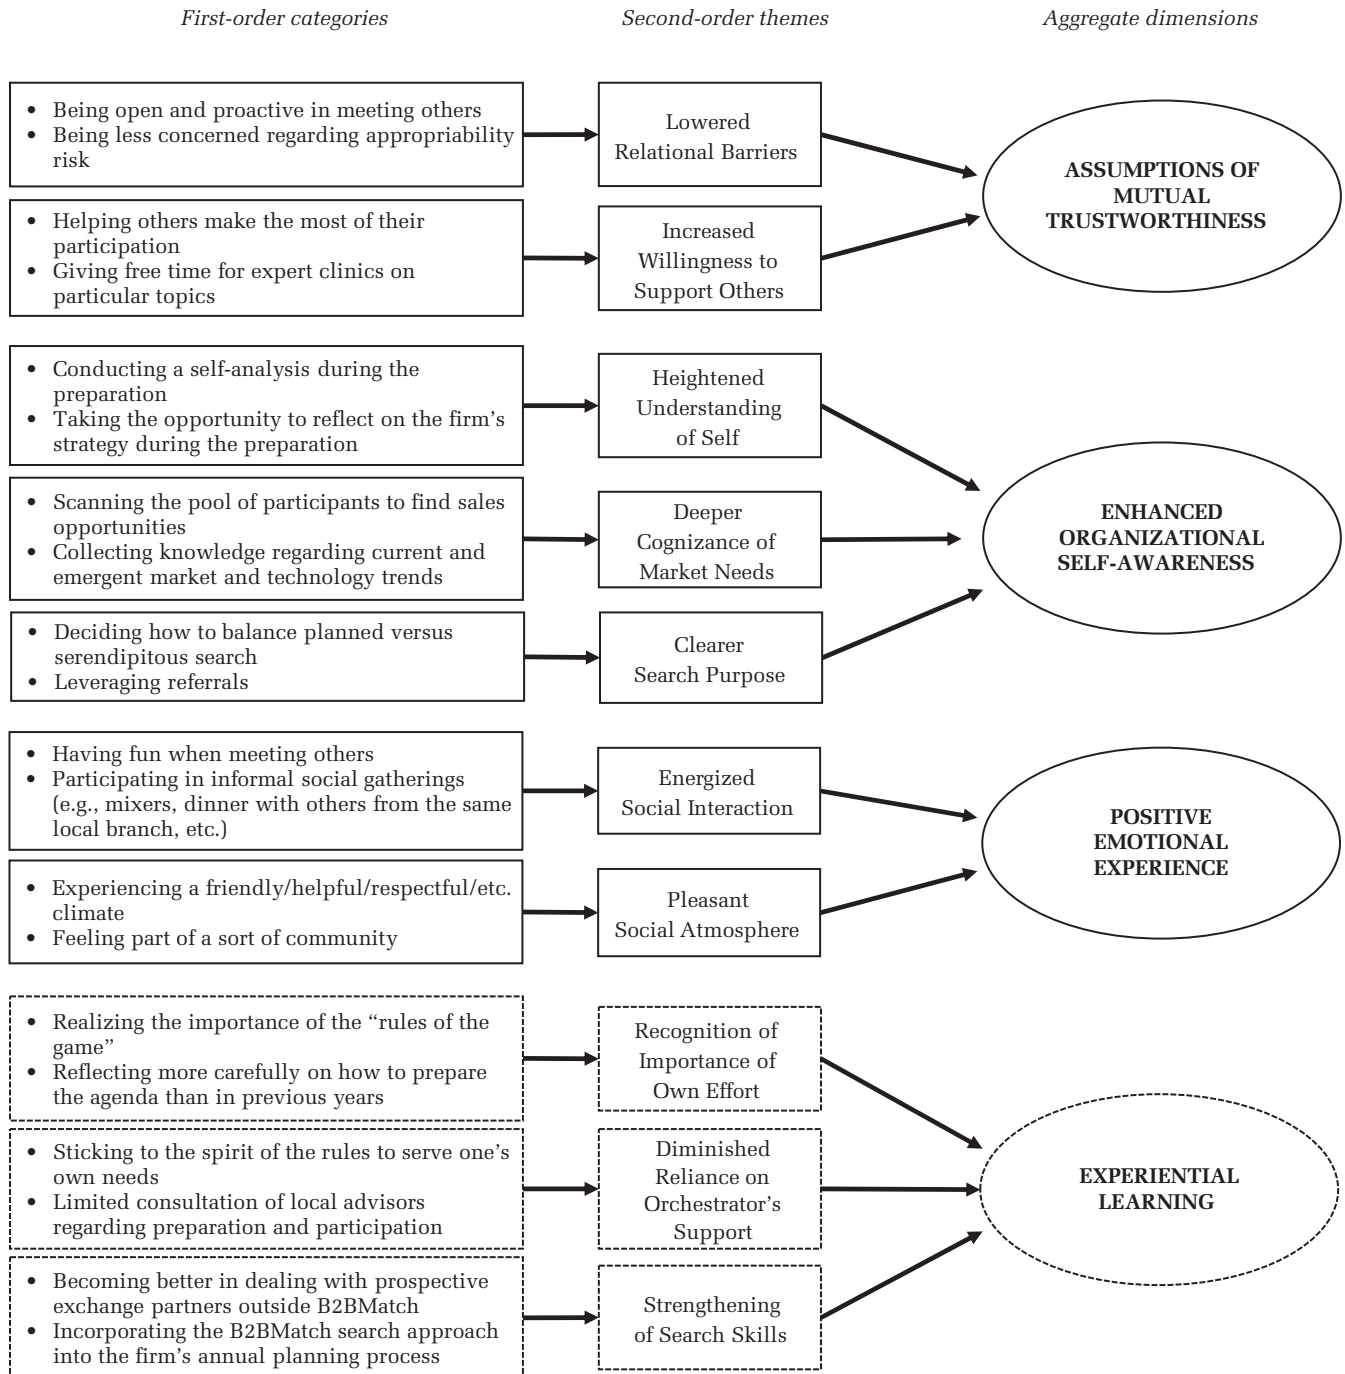 First-order categories
Second-order themes
Aggregate dimensions
• Being open and proactive in meeting others
• Being less concerned regarding appropriability
risk
Lowered
Relational Barriers
• Helping others make the most of their
participation
• Giving free time for expert clinics on
particular topics
Increased
Willingness to
Support Others
ASSUMPTIONS OF
MUTUAL
TRUSTWORTHINESS
• Conducting a self-analysis during the
preparation
• Taking the opportunity to reflect on the firm’s
strategy during the preparation
Heightened
Understanding
of Self
• Scanning the pool of participants to find sales
opportunities
• Collecting knowledge regarding current and
emergent market and technology trends
Deeper
Cognizance of
Market Needs
• Deciding how to balance planned versus
serendipitous search
• Leveraging referrals
Clearer
Search Purpose
ENHANCED
ORGANIZATIONAL
SELF-AWARENESS
• Having fun when meeting others
• Participating in informal social gatherings
(e.g., mixers, dinner with others from the same
local branch, etc.)
Energized
Social Interaction
• Experiencing a friendly/helpful/respectful/etc.
climate
• Feeling part of a sort of community
Pleasant
Social Atmosphere
POSITIVE
EMOTIONAL
EXPERIENCE
• Realizing the importance of the “rules of the
game”
• Reflecting more carefully on how to prepare
the agenda than in previous years
Recognition of
Importance of
Own Effort
• Sticking to the spirit of the rules to serve one’s
own needs
• Limited consultation of local advisors
regarding preparation and participation
Diminished
Reliance on
Orchestrator’s
Support
• Becoming better in dealing with prospective
exchange partners outside B2BMatch
• Incorporating the B2BMatch search approach
into the firm’s annual planning process
Strengthening
of Search Skills
EXPERIENTIAL
LEARNING